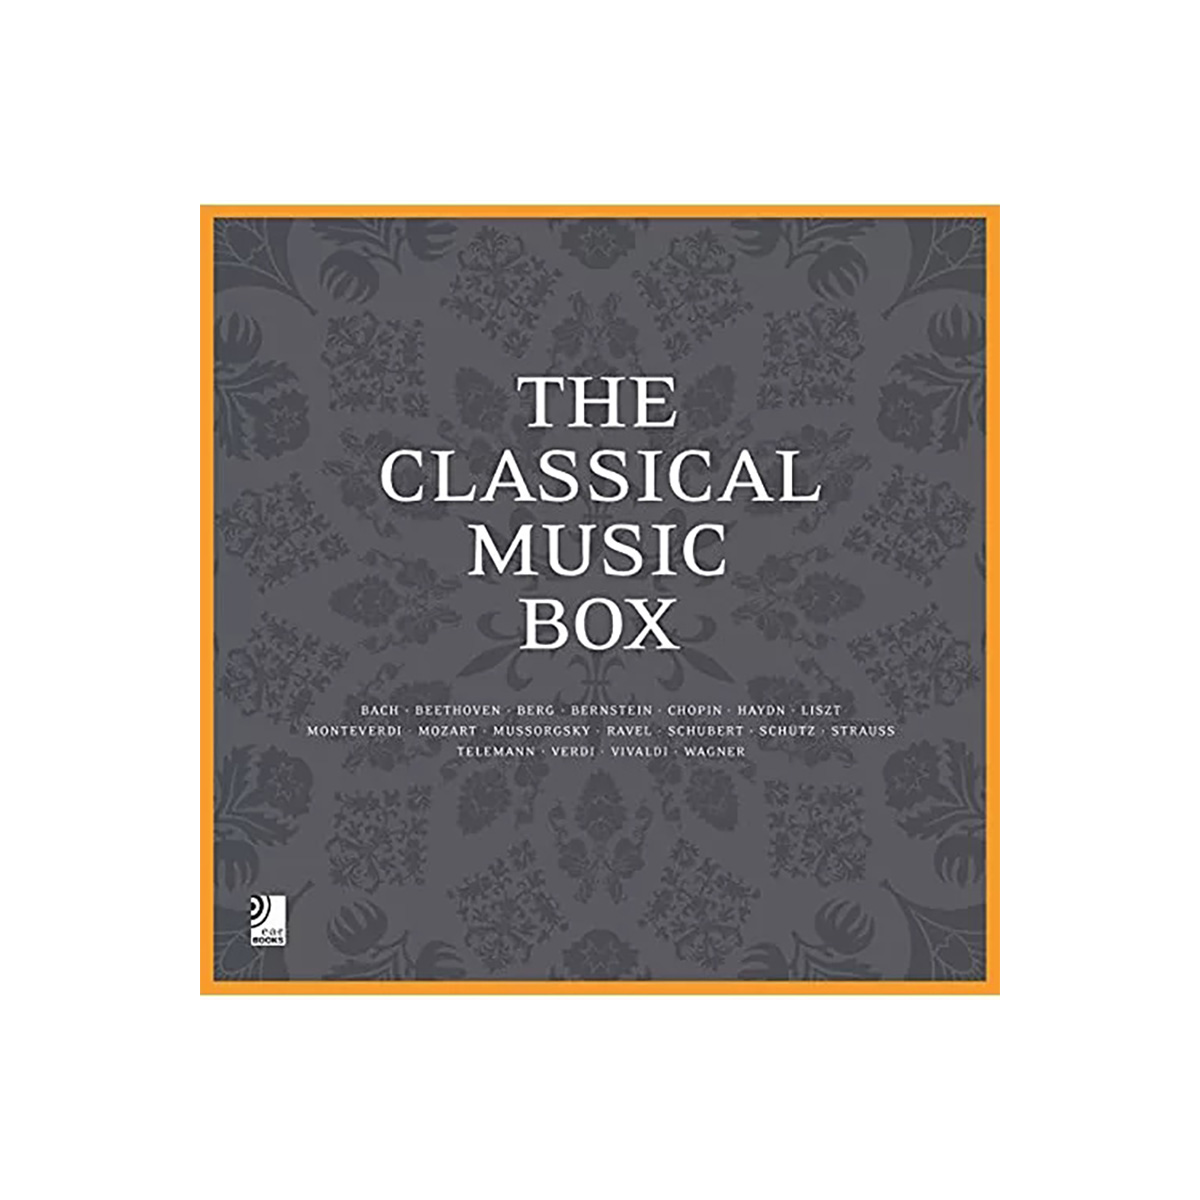 THE
CLASSICAL
MUSIC
BOX
BACH · BEETHOVEN · BERG · BERNSTEIN · CHOPIN · HAYDN · LISZT
MONTEVERDI · MOZART · MUSSORGSKY · RAVEL · SCHUBERT · SCHÜTZ · STRAUSS
TELEMANN · VERDI · VIVALDI · WAGNER
ear
BOOKS